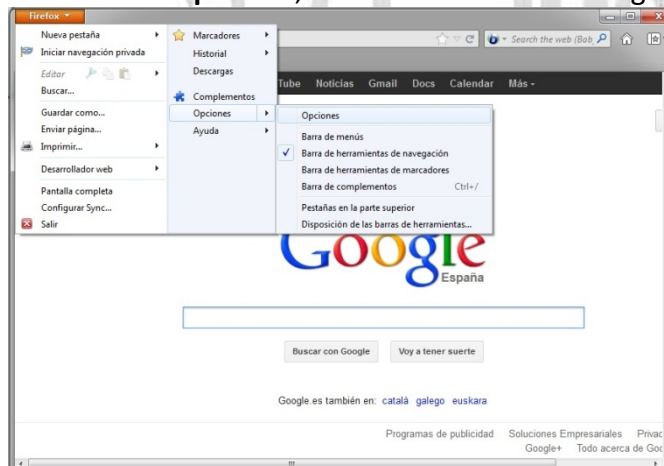 Firefox
Nueva pestaña
Iniciar navegación privada
Editar
Buscar...
Guardar como...
Enviar página...
Imprimir...
Desarrollador web
Pantalla completa
Configurar Sync...
Salir
Marcadores
Historial
Descargas
Complementos
Opciones
Ayuda
Opciones
Barra de menús
Barra de herramientas de navegación
Barra de herramientas de marcadores
Barra de complementos Ctrl+/
Pestañas en la parte superior
Disposición de las barras de herramientas...
Search the web (Bab
Tube Noticias Gmail Docs Calendar Más
Google
España
Buscar con Google Voy a tener suerte
Google.es también en: català galego euskara
Programas de publicidad Soluciones Empresariales Privac
Google+ Todo acerca de Goo